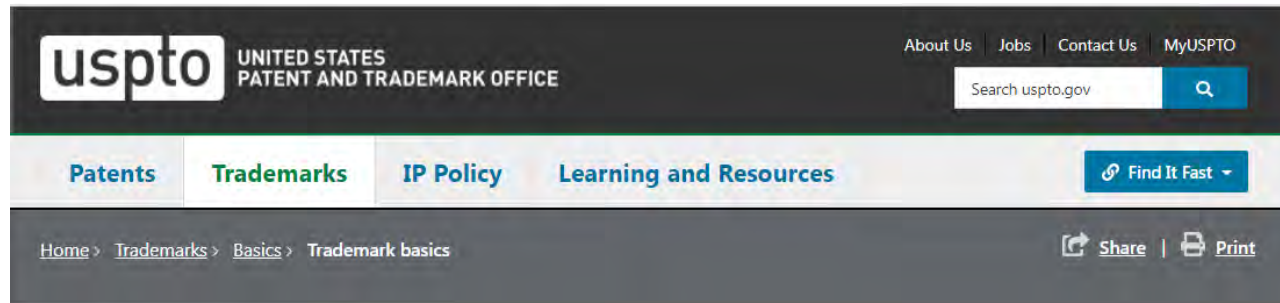 About Us Jobs Contact Us MyUSPTO
uspto UNITED STATES
PATENT AND TRADEMARK OFFICE
Search uspto.gov
Patents Trademarks IP Policy Learning and Resources Find It Fast
Home > Trademarks > Basics > Trademark basics Share | Print